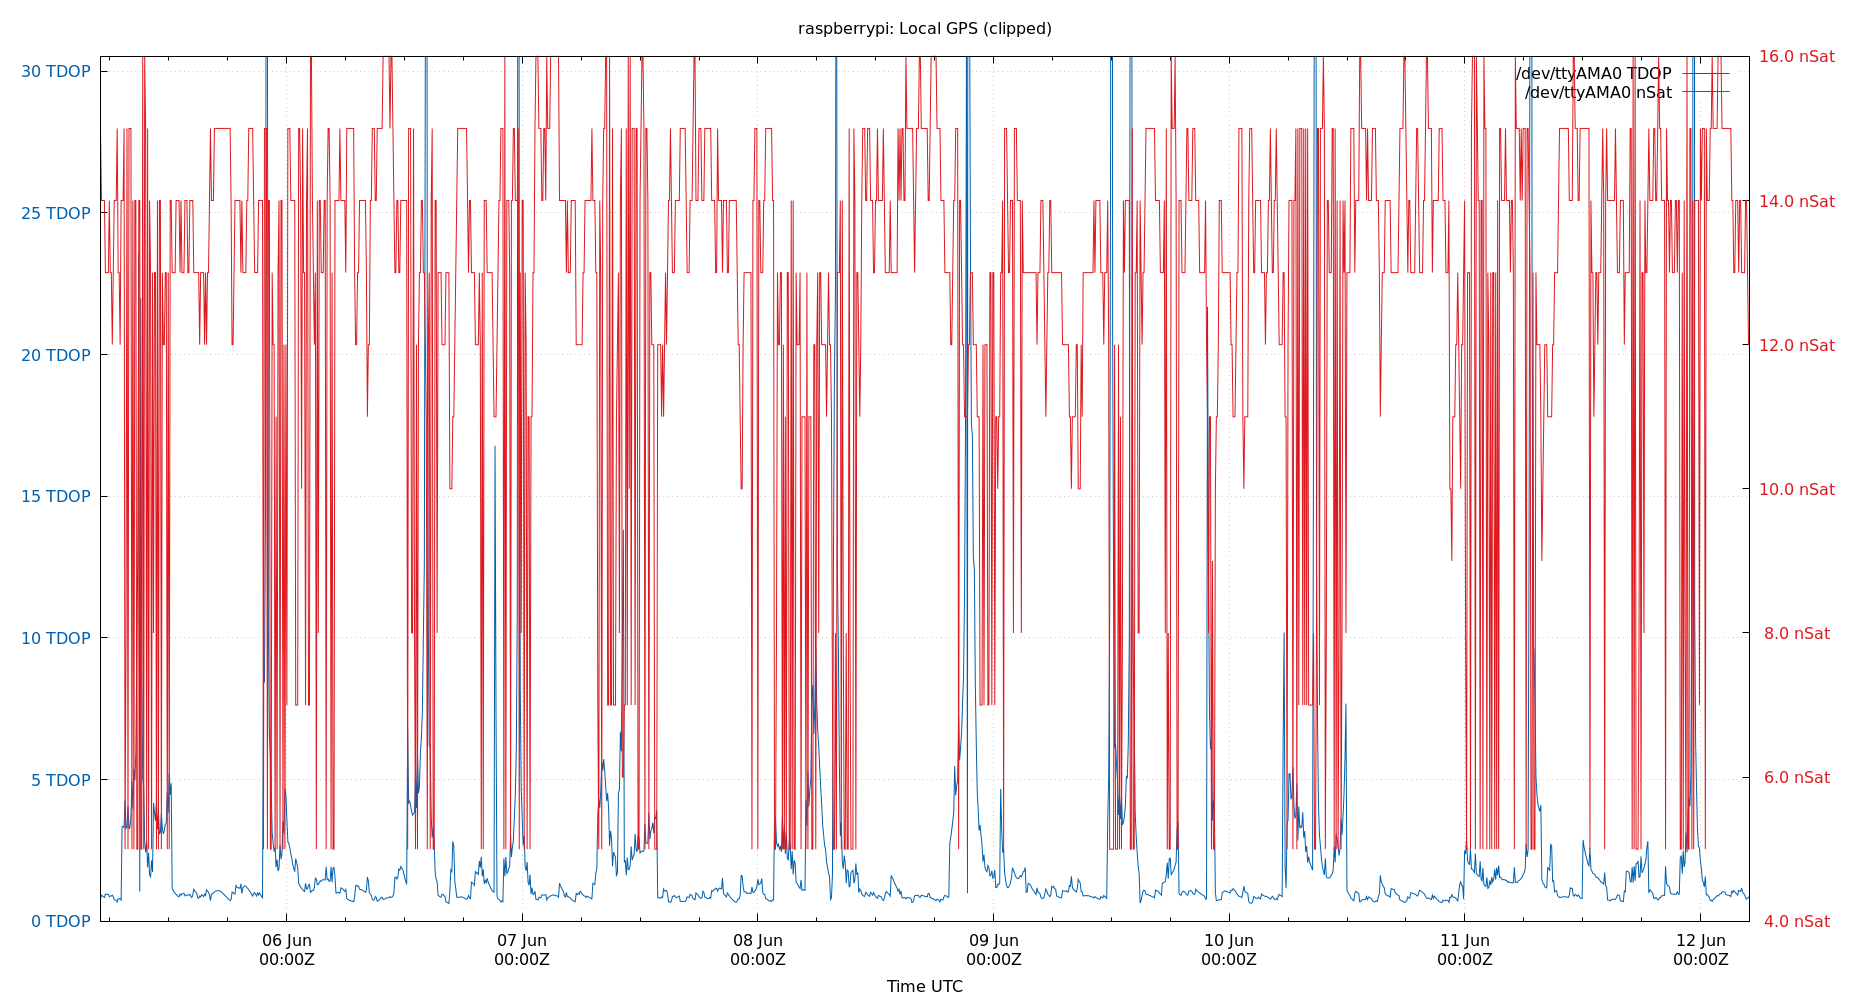 raspberrypi: Local GPS (clipped)
30 TDOP
25 TDOP
20 TDOP
15 TDOP
10 TDOP
5 TDOP
0 TDOP
16.0 nSat
14.0 nSat
12.0 nSat
10.0 nSat
8.0 nSat
6.0 nSat
4.0 nSat
/dev/ttyAMA0 TDOP
/dev/ttyAMA0 nSat
06 Jun
00:00Z
07 Jun
00:00Z
08 Jun
00:00Z
09 Jun
00:00Z
10 Jun
00:00Z
11 Jun
00:00Z
12 Jun
00:00Z
Time UTC